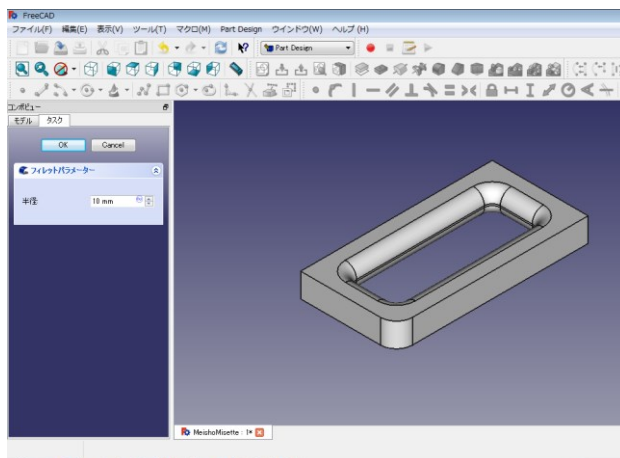 FreeCAD
ファイル(F) 編集(E) 表示(V) ツール(T) マクロ(M) Part Design ウインドウ(W) ヘルプ(H)
Part Design
コンボビュー
モデル タスク
OK Cancel
フィレットパラメーター
半径 18 mm
MeishoMisette : 1*